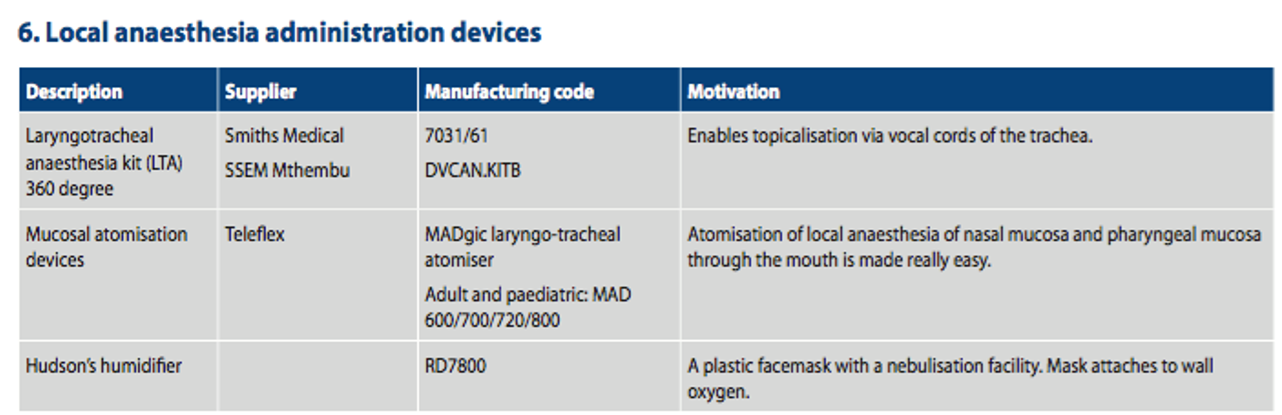 6. Local anaesthesia administration devices
Description Supplier Manufacturing code Motivation
Laryngotracheal
anaesthesia kit (LTA)
360 degree
Smiths Medical
SSEM Mthembu
7031/61
DVCAN.KITB
Enables topicalisation via vocal cords of the trachea.
Mucosal atomisation
devices
Teleflex
MADgic laryngo-tracheal
atomiser
Adult and paediatric: MAD
600/700/720/800
Atomisation of local anaesthesia of nasal mucosa and pharyngeal mucosa
through the mouth is made really easy.
Hudson's humidifier
RD7800
A plastic facemask with a nebulisation facility. Mask attaches to wall
oxygen.